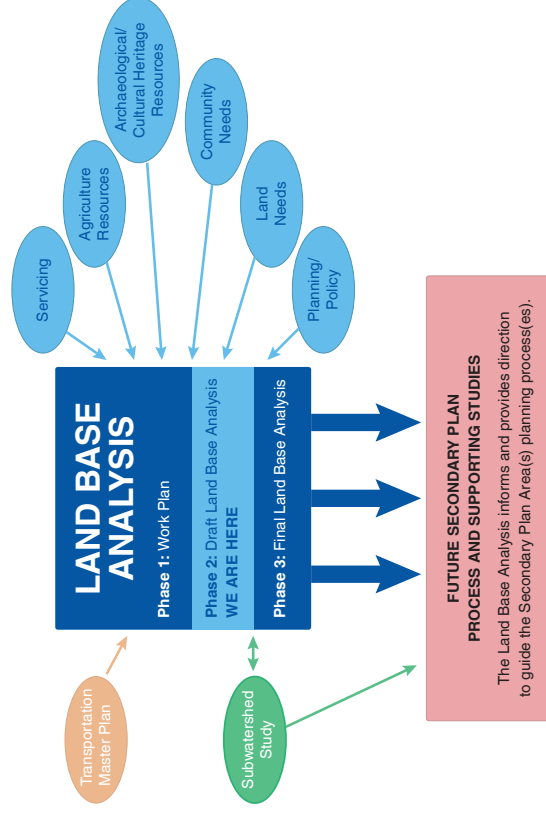 Servicing
Agriculture
Resources
Archaeological/
Cultural Heritage
Resources
Community
Needs
Land
Needs
Planning/
Policy
LAND BASE
ANALYSIS
Phase 1: Work Plan
Phase 2: Draft Land Base Analysis
WE ARE HERE
Phase 3: Final Land Base Analysis
Transportation
Master Plan
Subwatershed
Study
FUTURE SECONDARY PLAN
PROCESS AND SUPPORTING STUDIES
The Land Base Analysis informs and provides direction
to guide the Secondary Plan Area(s) planning process(es).